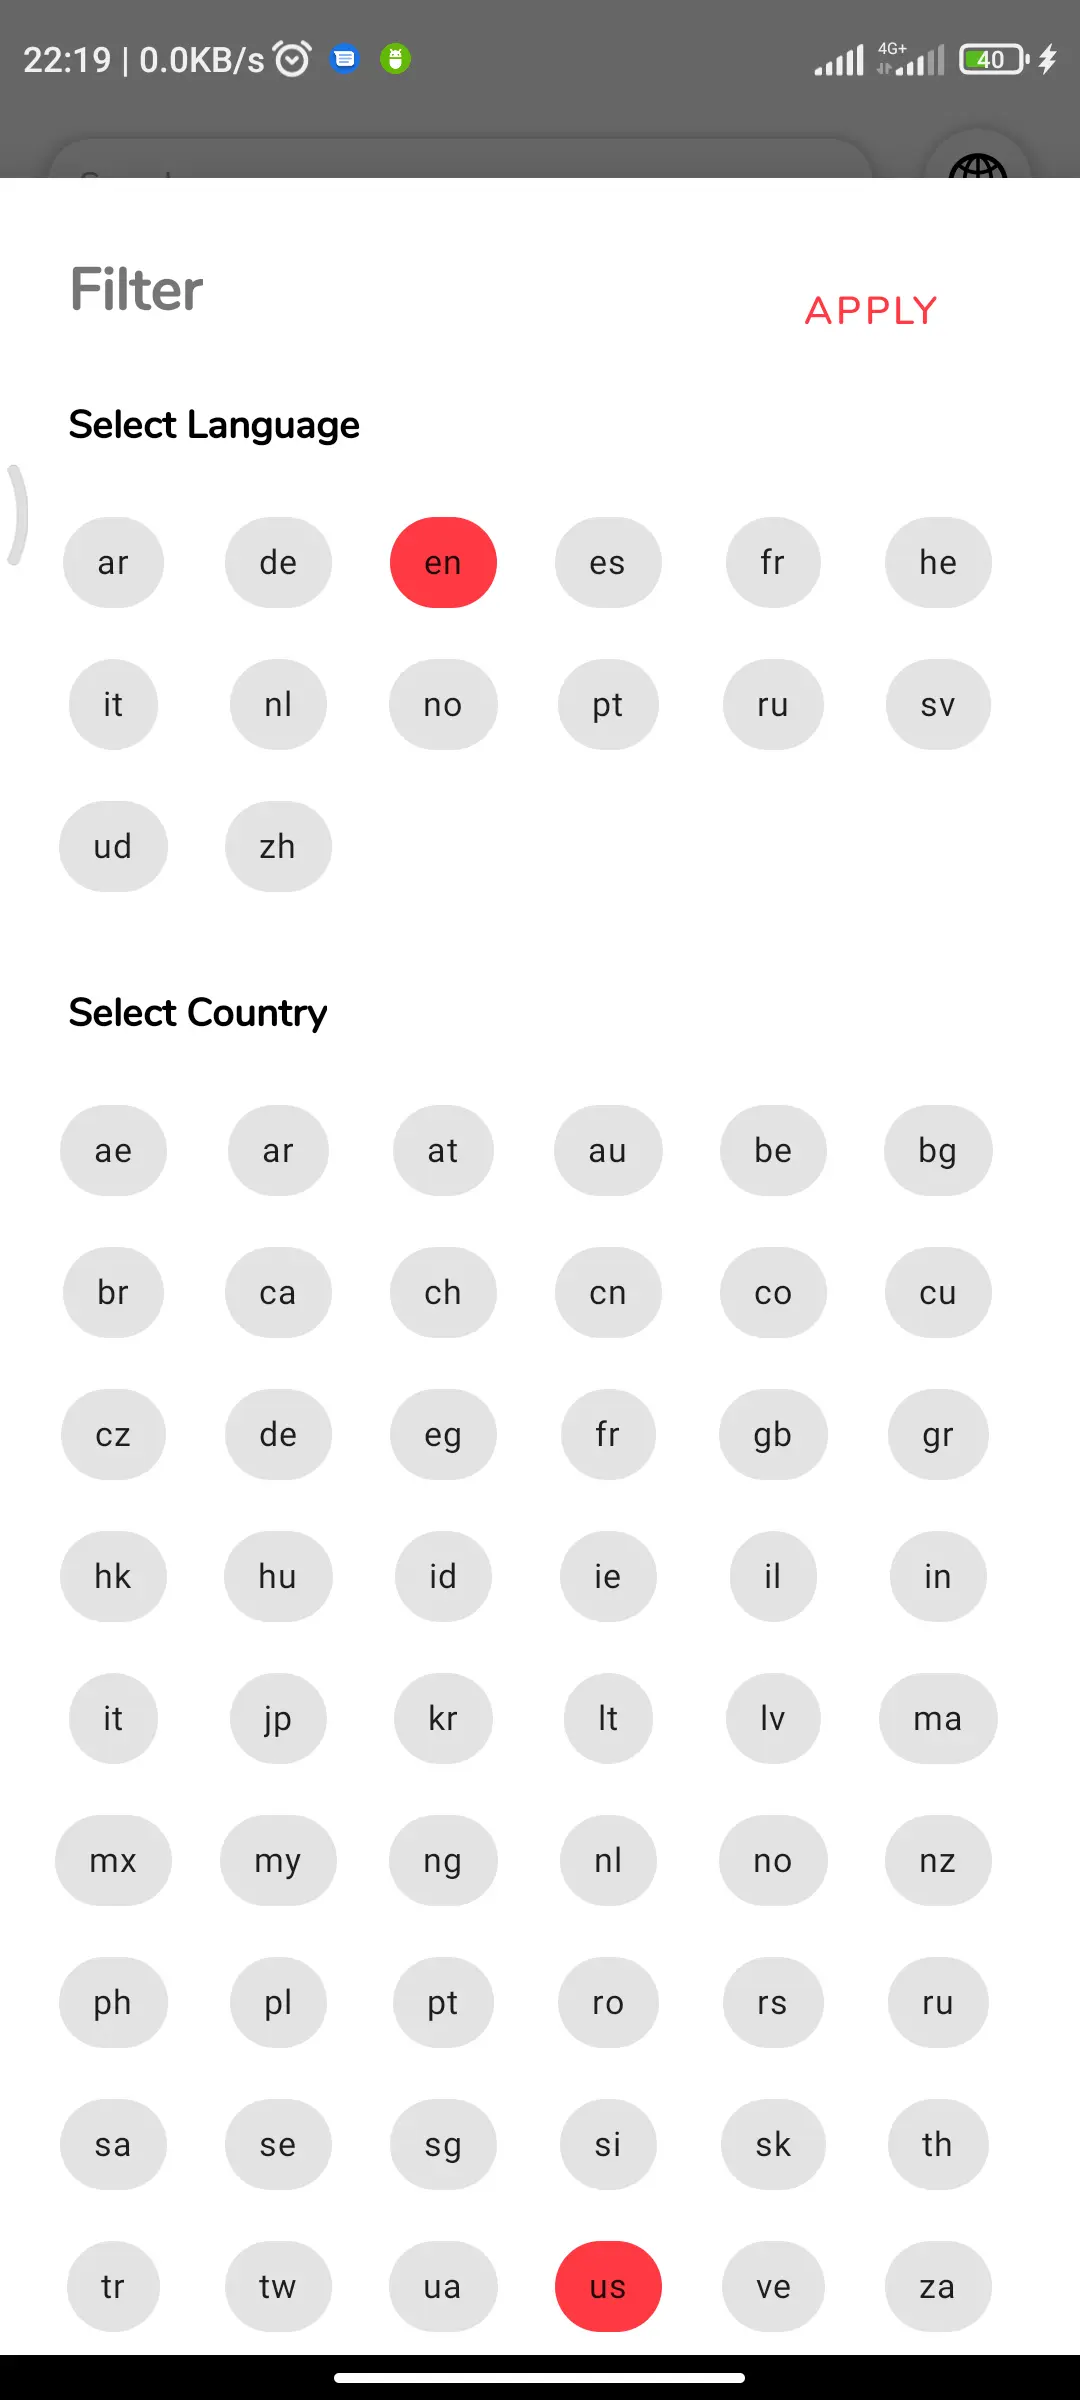 22:19 | 0.0KB/s 4G+ 40
Filter
APPLY
Select Language
ar de en es fr he
it nl no pt ru sv
ud zh
Select Country
ae ar at au be bg
br ca ch cn co cu
cz de eg fr gb gr
hk hu id ie il in
it jp kr lt lv ma
mx my ng nl no nz
ph pl pt ro rs ru
sa se sg si sk th
tr tw ua us ve za